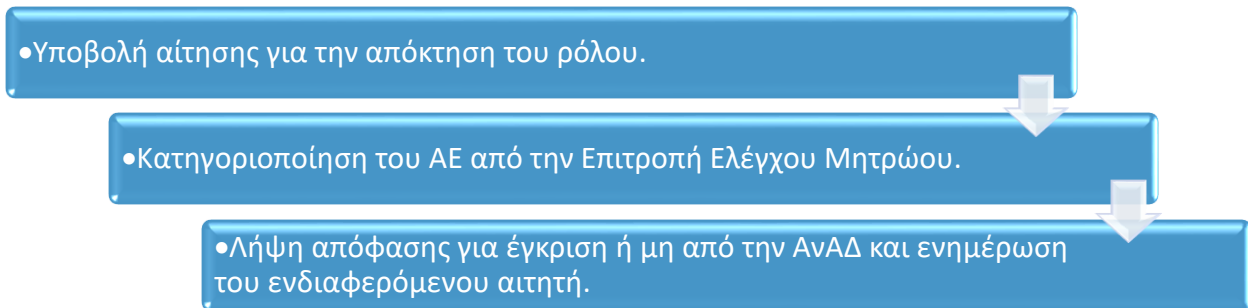 •Υποβολή αίτησης για την απόκτηση του ρόλου.
•Κατηγοριοποίηση του ΑΕ από την Επιτροπή Ελέγχου Μητρώου.
•Λήψη απόφασης για έγκριση ή μη από την ΑνΑΔ και ενημέρωση
του ενδιαφερόμενου αιτητή.